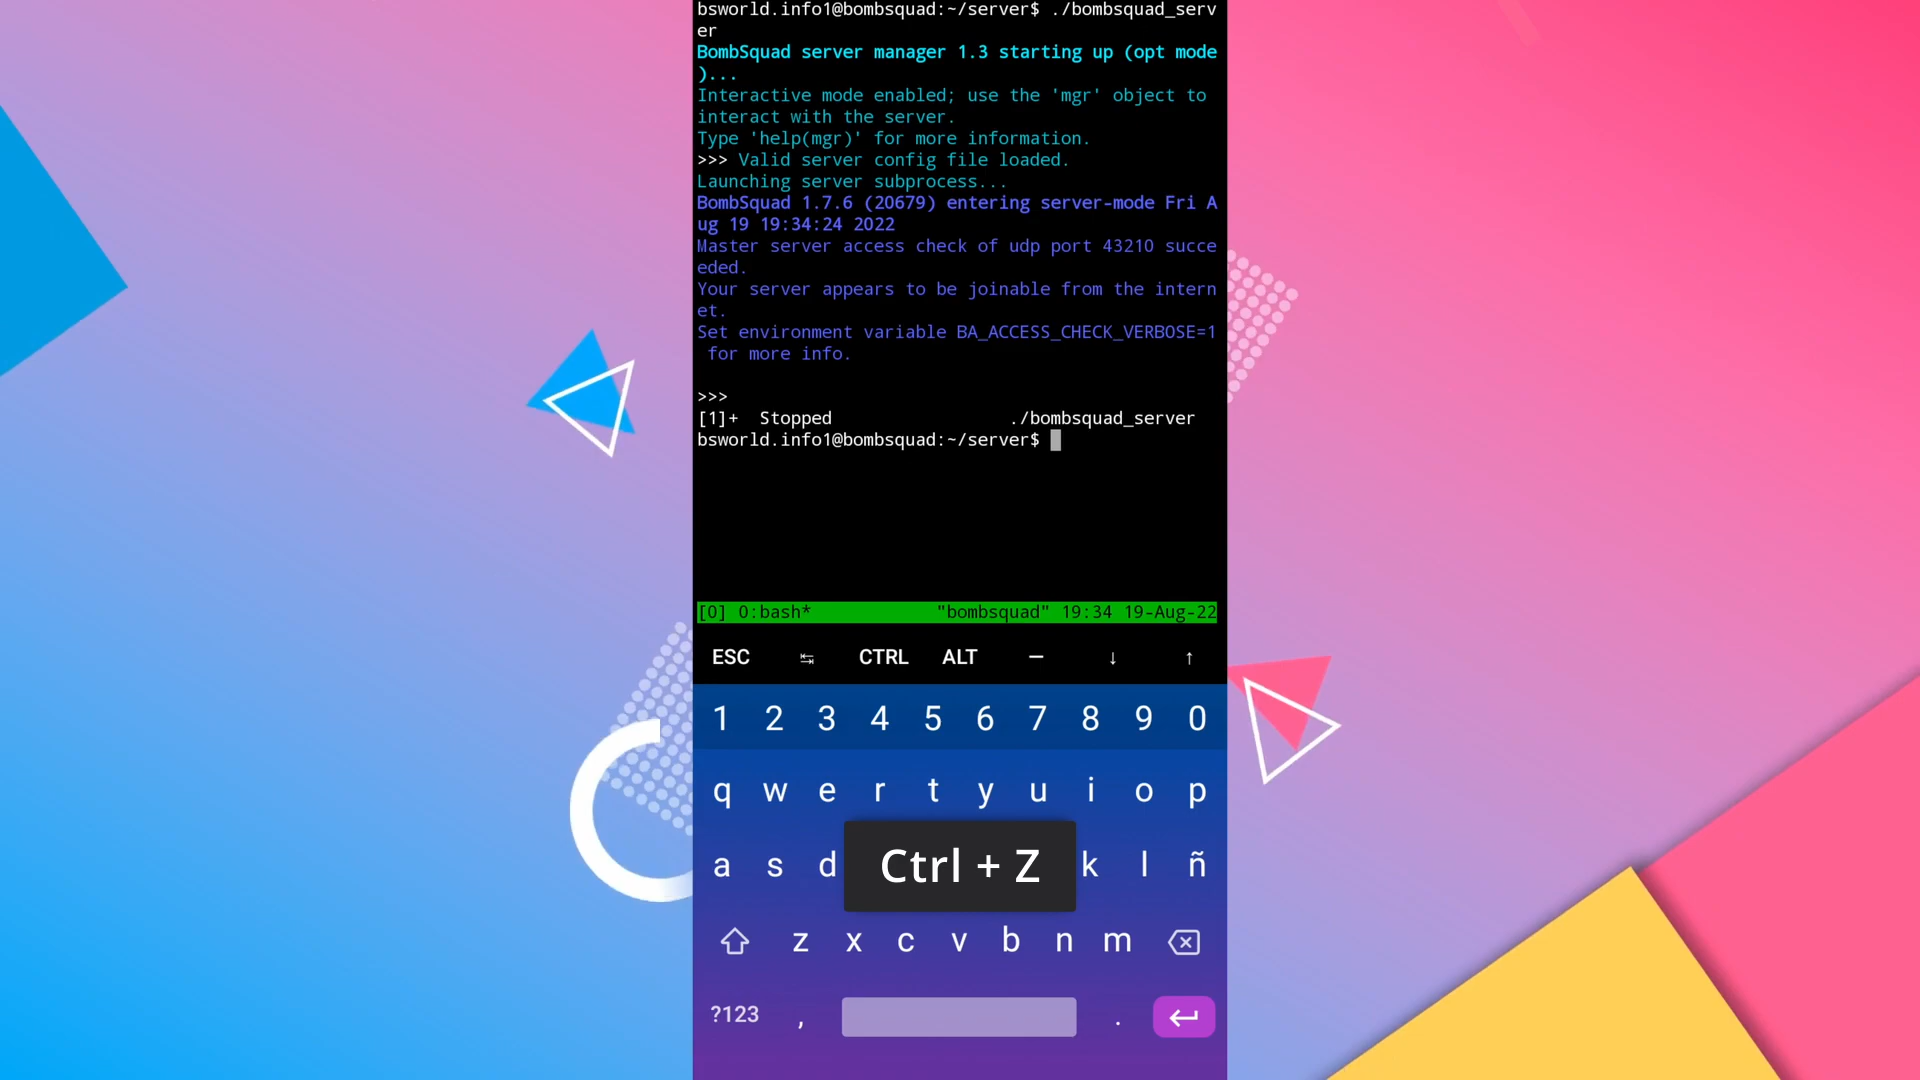 bsworld.info1@bombsquad:~/server$ ./bombsquad_serv
er
BombSquad server manager 1.3 starting up (opt mode
)...
Interactive mode enabled; use the 'mgr' object to
interact with the server.
Type 'help(mgr)' for more information.
>>> Valid server config file loaded.
Launching server subprocess...
BombSquad 1.7.6 (20679) entering server-mode Fri A
ug 19 19:34:24 2022
Master server access check of udp port 43210 succe
eded.
Your server appears to be joinable from the intern
et.
Set environment variable BA_ACCESS_CHECK_VERBOSE=1
 for more info.
>>>
[1]+  Stopped                 ./bombsquad_server
bsworld.info1@bombsquad:~/server$
[0] 0:bash*            "bombsquad" 19:34 19-Aug-22
ESC ⇆ CTRL ALT — ↓ ↑
1 2 3 4 5 6 7 8 9 0
q w e r t y u i o p
a s d k l ñ
Ctrl + Z
z x c v b n m
?123 , .